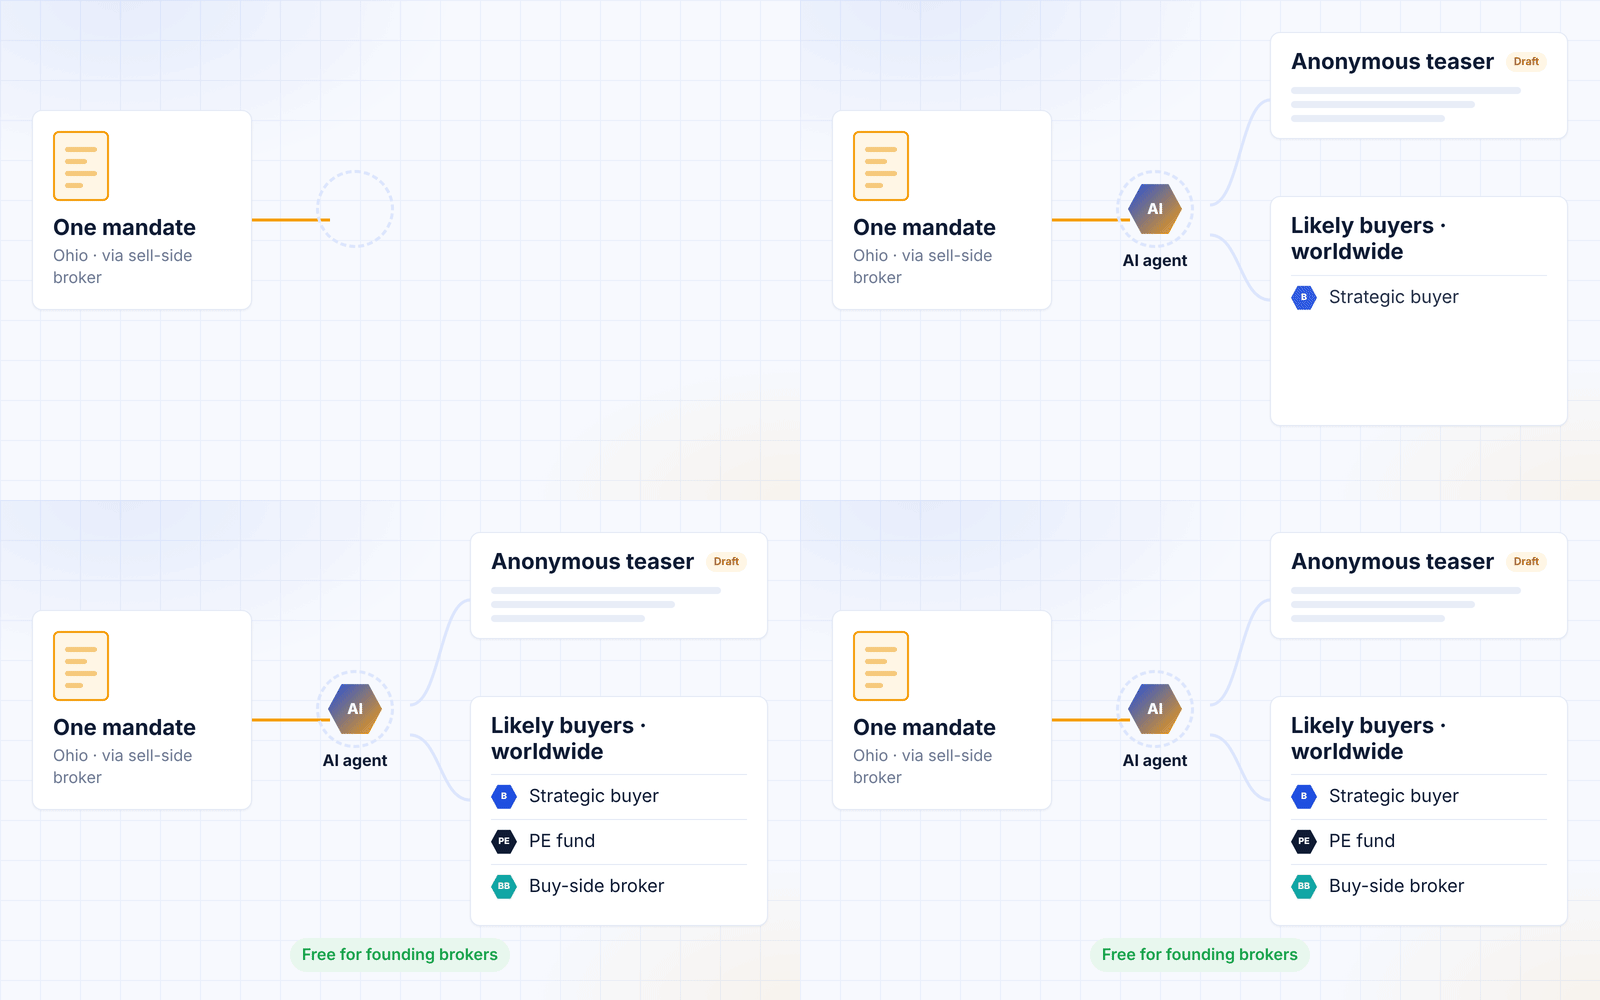 One mandate
Ohio · via sell-side
broker
Anonymous teaser
Draft
One mandate
Ohio · via sell-side
broker
AI
AI agent
Likely buyers ·
worldwide
B
Strategic buyer
Anonymous teaser
Draft
One mandate
Ohio · via sell-side
broker
AI
AI agent
Likely buyers ·
worldwide
B
Strategic buyer
PE
PE fund
BB
Buy-side broker
Free for founding brokers
Anonymous teaser
Draft
One mandate
Ohio · via sell-side
broker
AI
AI agent
Likely buyers ·
worldwide
B
Strategic buyer
PE
PE fund
BB
Buy-side broker
Free for founding brokers